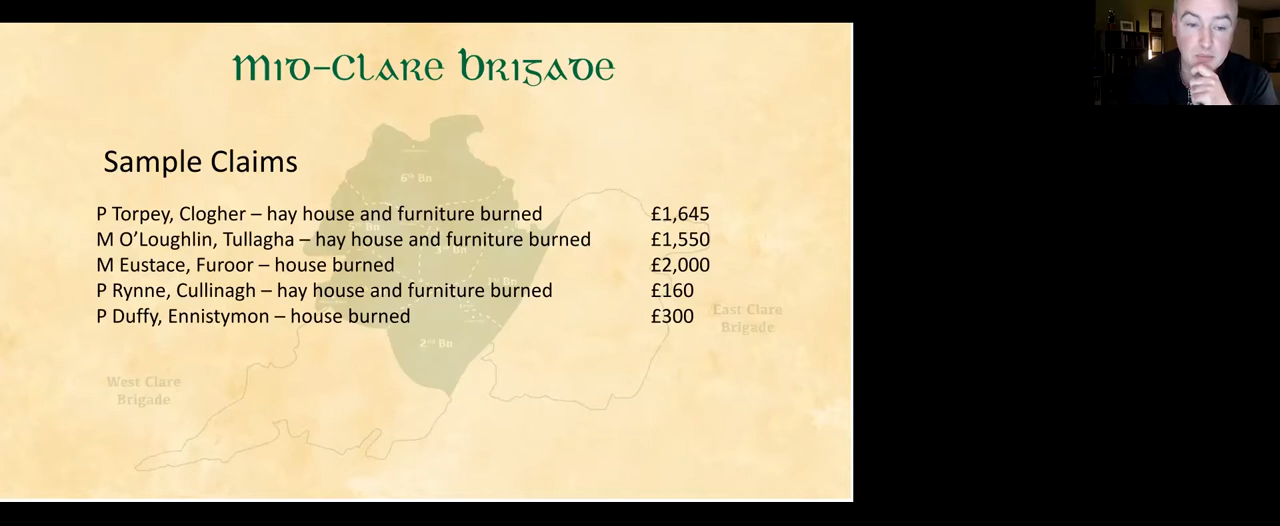 Mid-Clare Brigade
Sample Claims
6th Bn
P Torpey, Clogher – hay house and furniture burned £1,645
M O'Loughlin, Tullagha – hay house and furniture burned £1,550
M Eustace, Furoor – house burned £2,000
P Rynne, Cullinagh – hay house and furniture burned £160
P Duffy, Ennistymon – house burned £300
East Clare
Brigade
2nd Bn
West Clare
Brigade